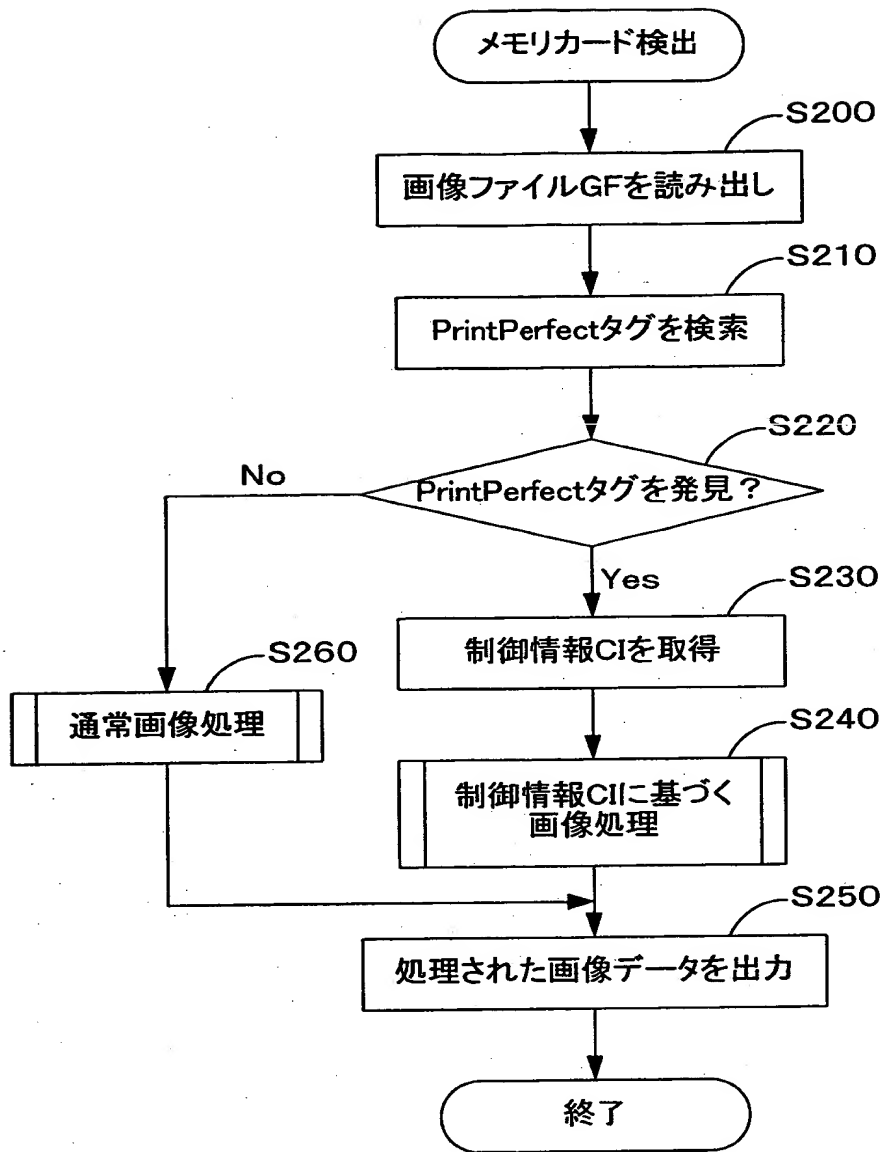 メモリカード検出
S200
画像ファイルGFを読み出し
S210
PrintPerfectタグを検索
S220
PrintPerfectタグを発見?
No
Yes
S230
制御情報CIを取得
S260
通常画像処理
S240
制御情報CIに基づく
画像処理
S250
処理された画像データを出力
終了